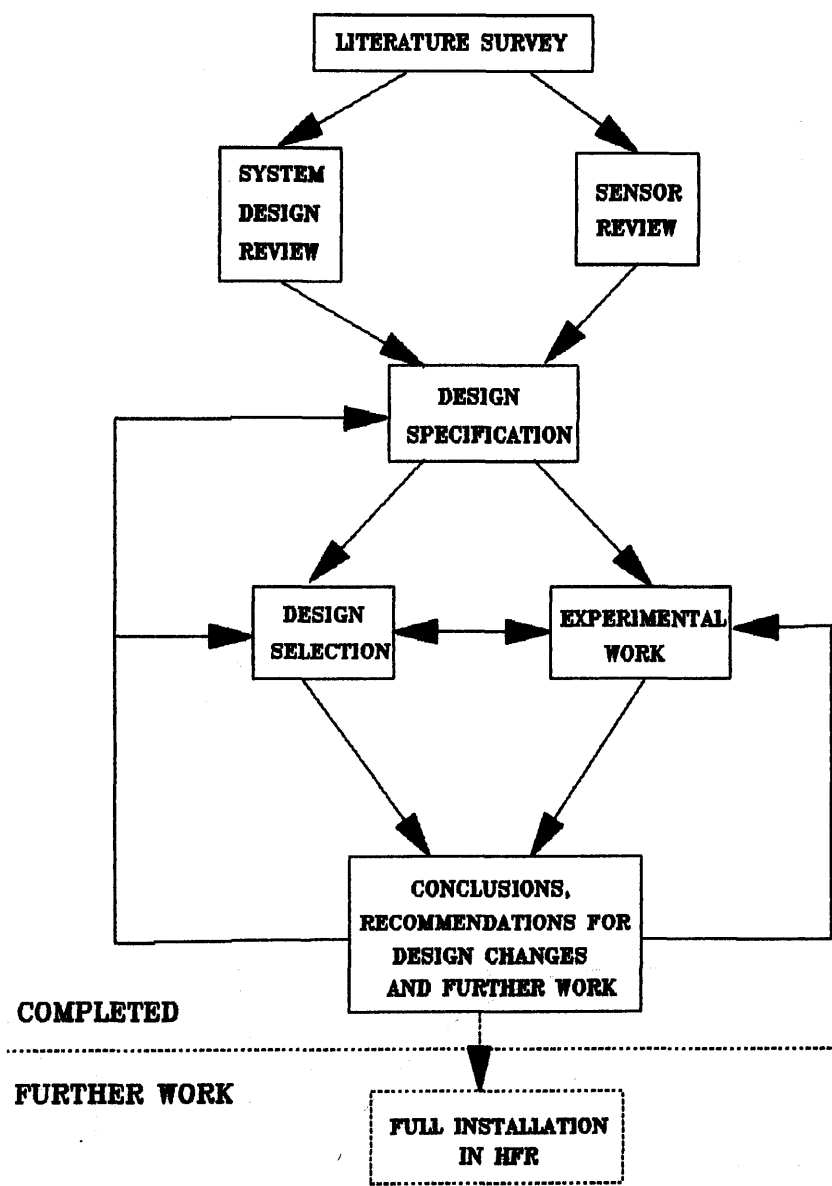 LITERATURE SURVEY
SYSTEM
DESIGN
REVIEW
SENSOR
REVIEW
DESIGN
SPECIFICATION
DESIGN
SELECTION
EXPERIMENTAL
WORK
CONCLUSIONS,
RECOMMENDATIONS FOR
DESIGN CHANGES
AND FURTHER WORK
COMPLETED
FURTHER WORK
FULL INSTALLATION
IN HFR